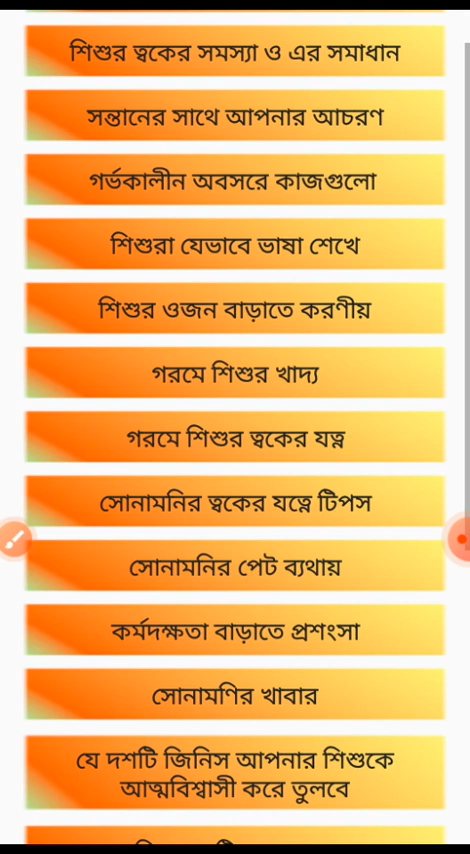 শিশুর ত্বকের সমস্যা ও এর সমাধান
সন্তানের সাথে আপনার আচরণ
গর্ভকালীন অবসরে কাজগুলো
শিশুরা যেভাবে ভাষা শেখে
শিশুর ওজন বাড়াতে করণীয়
গরমে শিশুর খাদ্য
গরমে শিশুর ত্বকের যত্ন
সোনামনির ত্বকের যত্নে টিপস
সোনামনির পেট ব্যথায়
কর্মদক্ষতা বাড়াতে প্রশংসা
সোনামণির খাবার
যে দশটি জিনিস আপনার শিশুকে
আত্মবিশ্বাসী করে তুলবে